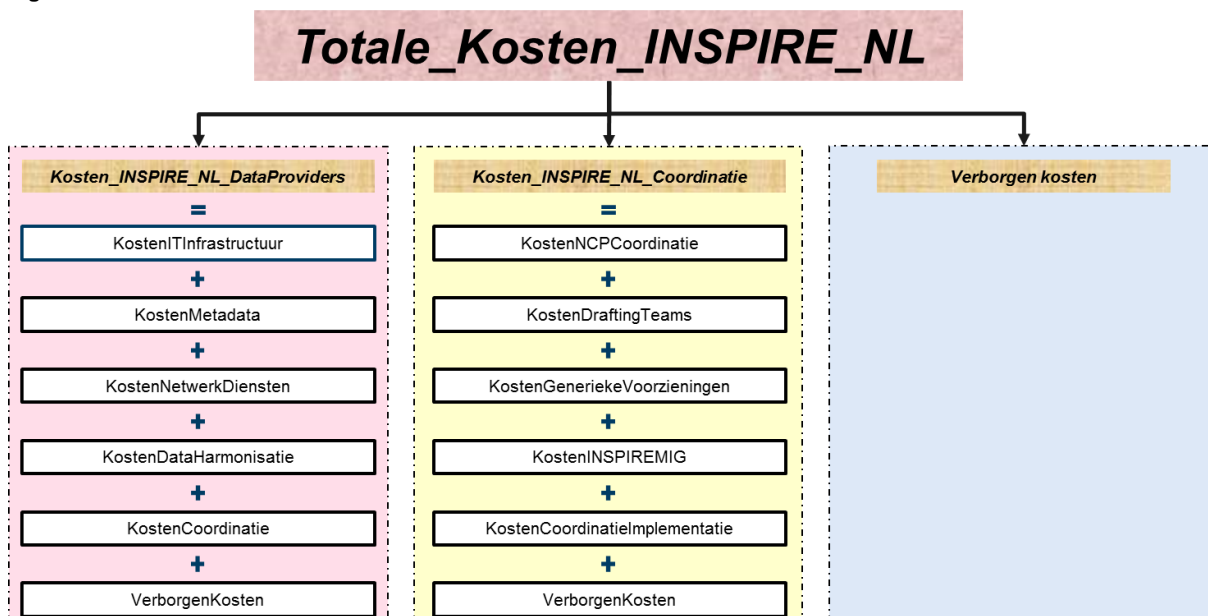 Totale_Kosten_INSPIRE_NL
Kosten_INSPIRE_NL_DataProviders
=
KostenITInfrastructuur
+
KostenMetadata
+
KostenNetwerkDiensten
+
KostenDataHarmonisatie
+
KostenCoordinatie
+
VerborgenKosten
Kosten_INSPIRE_NL_Coordinatie
=
KostenNCPCoordinatie
+
KostenDraftingTeams
+
KostenGeneriekeVoorzieningen
+
KostenINSPIREMIG
+
KostenCoordinatieImplementatie
+
VerborgenKosten
Verborgen kosten